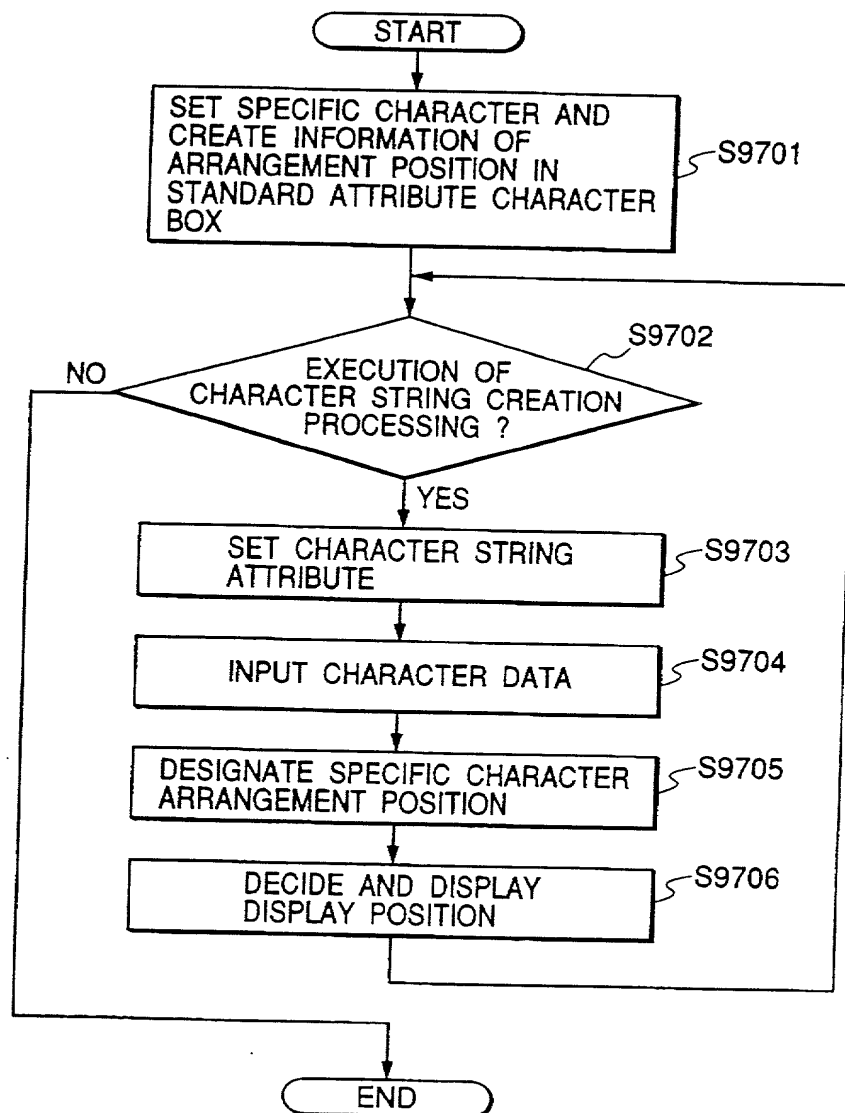 START
SET SPECIFIC CHARACTER AND
CREATE INFORMATION OF
ARRANGEMENT POSITION IN
STANDARD ATTRIBUTE CHARACTER
BOX
S9701
S9702
NO
EXECUTION OF
CHARACTER STRING CREATION
PROCESSING ?
YES
SET CHARACTER STRING
ATTRIBUTE
S9703
INPUT CHARACTER DATA
S9704
DESIGNATE SPECIFIC CHARACTER
ARRANGEMENT POSITION
S9705
DECIDE AND DISPLAY
DISPLAY POSITION
S9706
END